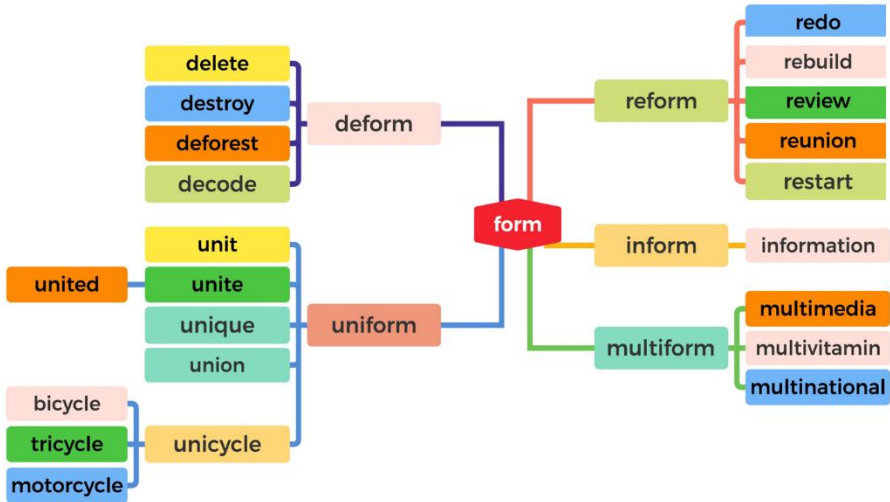 redo
delete
rebuild
destroy
deform
reform
review
deforest
reunion
decode
restart
form
unit
inform
information
united
unite
multimedia
unique
uniform
multiform
multivitamin
union
multinational
bicycle
tricycle
unicycle
motorcycle